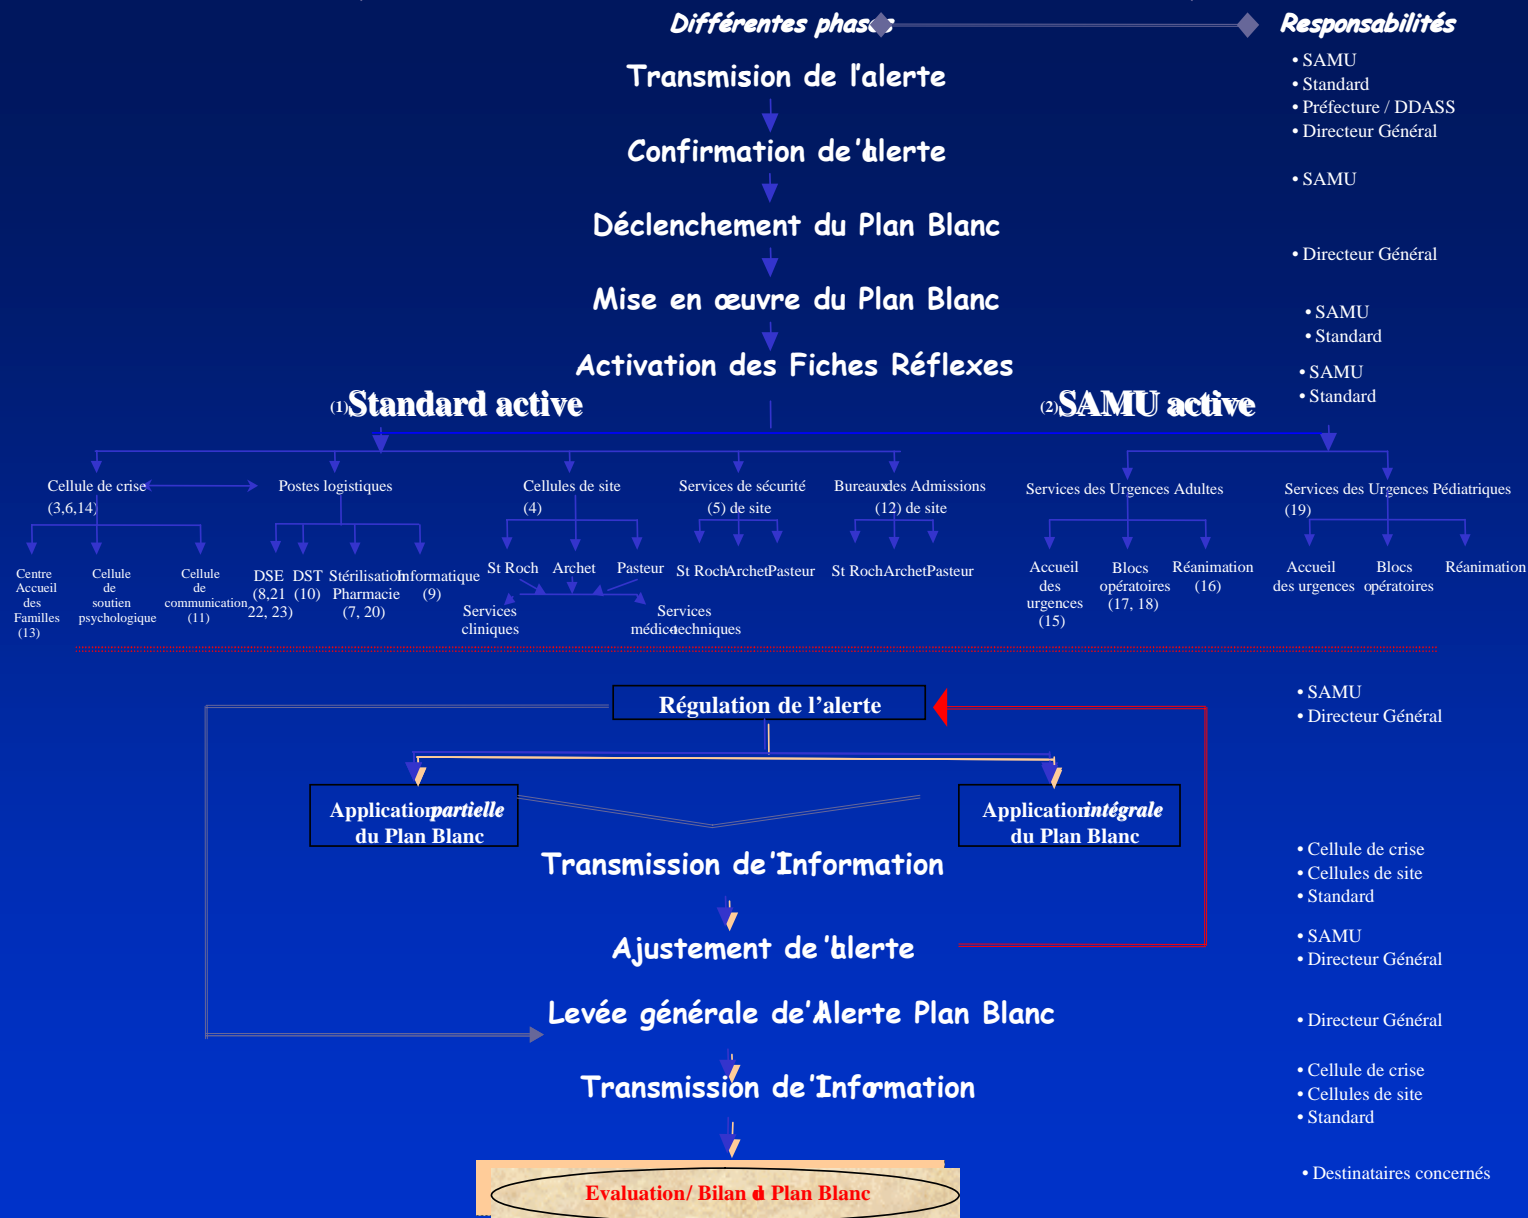 Différentes phases
Responsabilités
Transmision de l'alerte
• SAMU
• Standard
• Préfecture / DDASS
• Directeur Général
Confirmation de l'alerte
• SAMU
Déclenchement du Plan Blanc
• Directeur Général
Mise en œuvre du Plan Blanc
• SAMU
• Standard
Activation des Fiches Réflexes
• SAMU
• Standard
(1) Standard active
(2) SAMU active
Cellule de crise
(3,6,14)
Postes logistiques
Cellules de site
(4)
Services de sécurité
(5) de site
Bureaux des Admissions
(12) de site
Services des Urgences Adultes
Services des Urgences Pédiatriques
(19)
Centre
Accueil
des
Familles
(13)
Cellule
de
soutien
psychologique
Cellule
de
communication
(11)
DSE
(8,21
22, 23)
DST
(10)
Stérilisation
Pharmacie
(7, 20)
Informatique
(9)
St Roch
Archet
Pasteur
Services
cliniques
Services
médico-techniques
St Roch Archet Pasteur
St Roch Archet Pasteur
Accueil
des
urgences
(15)
Blocs
opératoires
(17, 18)
Réanimation
(16)
Accueil
des urgences
Blocs
opératoires
Réanimation
Régulation de l'alerte
• SAMU
• Directeur Général
Application partielle
du Plan Blanc
Application intégrale
du Plan Blanc
Transmission de l'Information
• Cellule de crise
• Cellules de site
• Standard
Ajustement de l'alerte
• SAMU
• Directeur Général
Levée générale de l'Alerte Plan Blanc
• Directeur Général
Transmission de l'Information
• Cellule de crise
• Cellules de site
• Standard
Evaluation/ Bilan du Plan Blanc
• Destinataires concernés